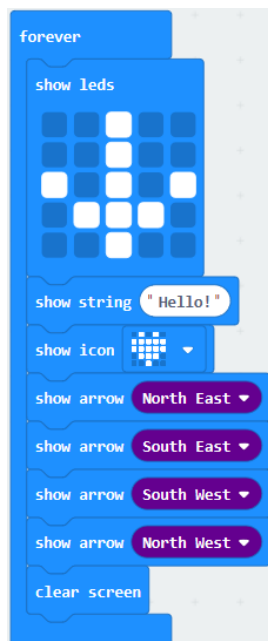 forever
show leds
show string "Hello!"
show icon
show arrow North East
show arrow South East
show arrow South West
show arrow North West
clear screen